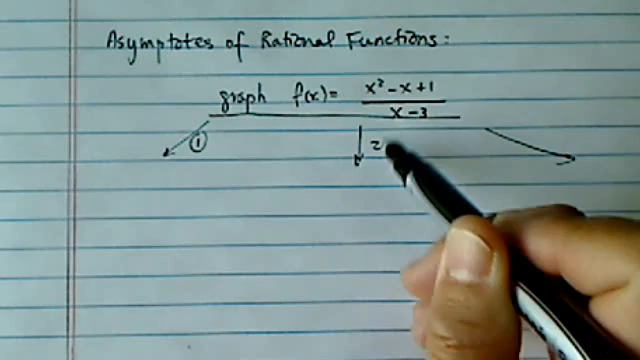 Asymptotes of Rational Functions:
graph f(x) = x² - x + 1 / x - 3
① 2